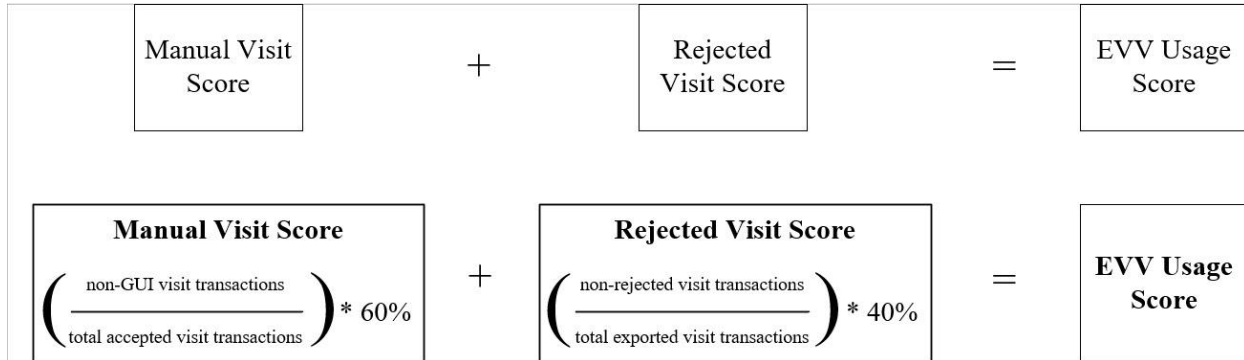 Manual Visit
Score
+
Rejected
Visit Score
=
EVV Usage
Score
Manual Visit Score
( non-GUI visit transactions
total accepted visit transactions ) * 60%
+
Rejected Visit Score
( non-rejected visit transactions
total exported visit transactions ) * 40%
=
EVV Usage
Score